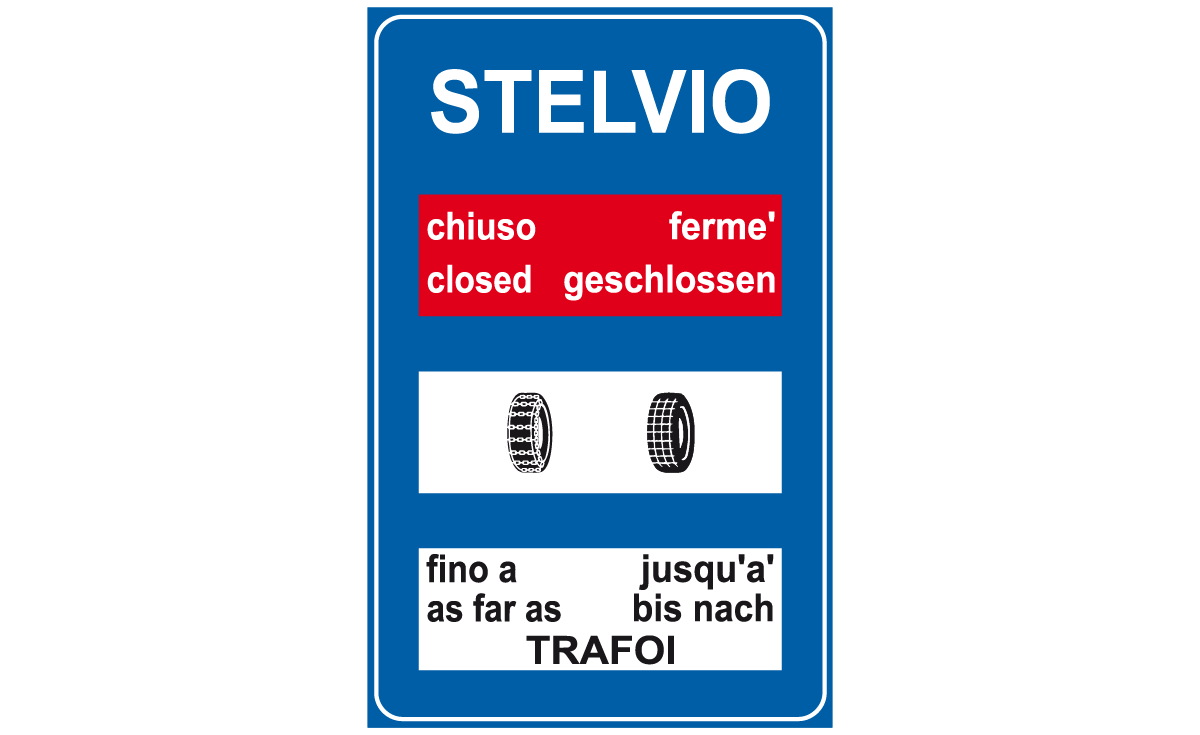 STELVIO
chiuso ferme'
closed geschlossen
fino a jusqu'a'
as far as bis nach
TRAFOI